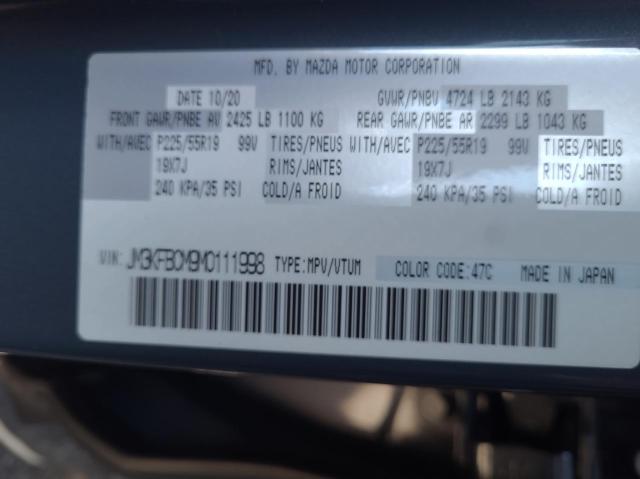 MFD. BY MAZDA MOTOR CORPORATION
DATE 10/20 GVWR/PNBV 4724 LB 2143 KG
FRONT GAWR/PNBE AV 2425 LB 1100 KG REAR GAWR/PNBE AR 2299 LB 1043 KG
WITH/AVEC P225/55R19 99V TIRES/PNEUS WITH/AVEC P225/55R19 99V TIRES/PNEUS
19X7J RIMS/JANTES 19X7J RIMS/JANTES
240 KPA/35 PSI COLD/A FROID 240 KPA/35 PSI COLD/A FROID
VIN: JM3KFBCM9M0111998 TYPE:MPV/VTUM COLOR CODE:47C MADE IN JAPAN